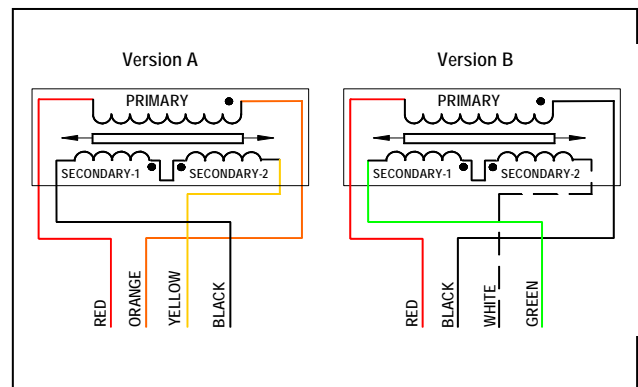 Version A
PRIMARY
SECONDARY-1
SECONDARY-2
RED
ORANGE
YELLOW
BLACK
Version B
PRIMARY
SECONDARY-1
SECONDARY-2
RED
BLACK
WHITE
GREEN